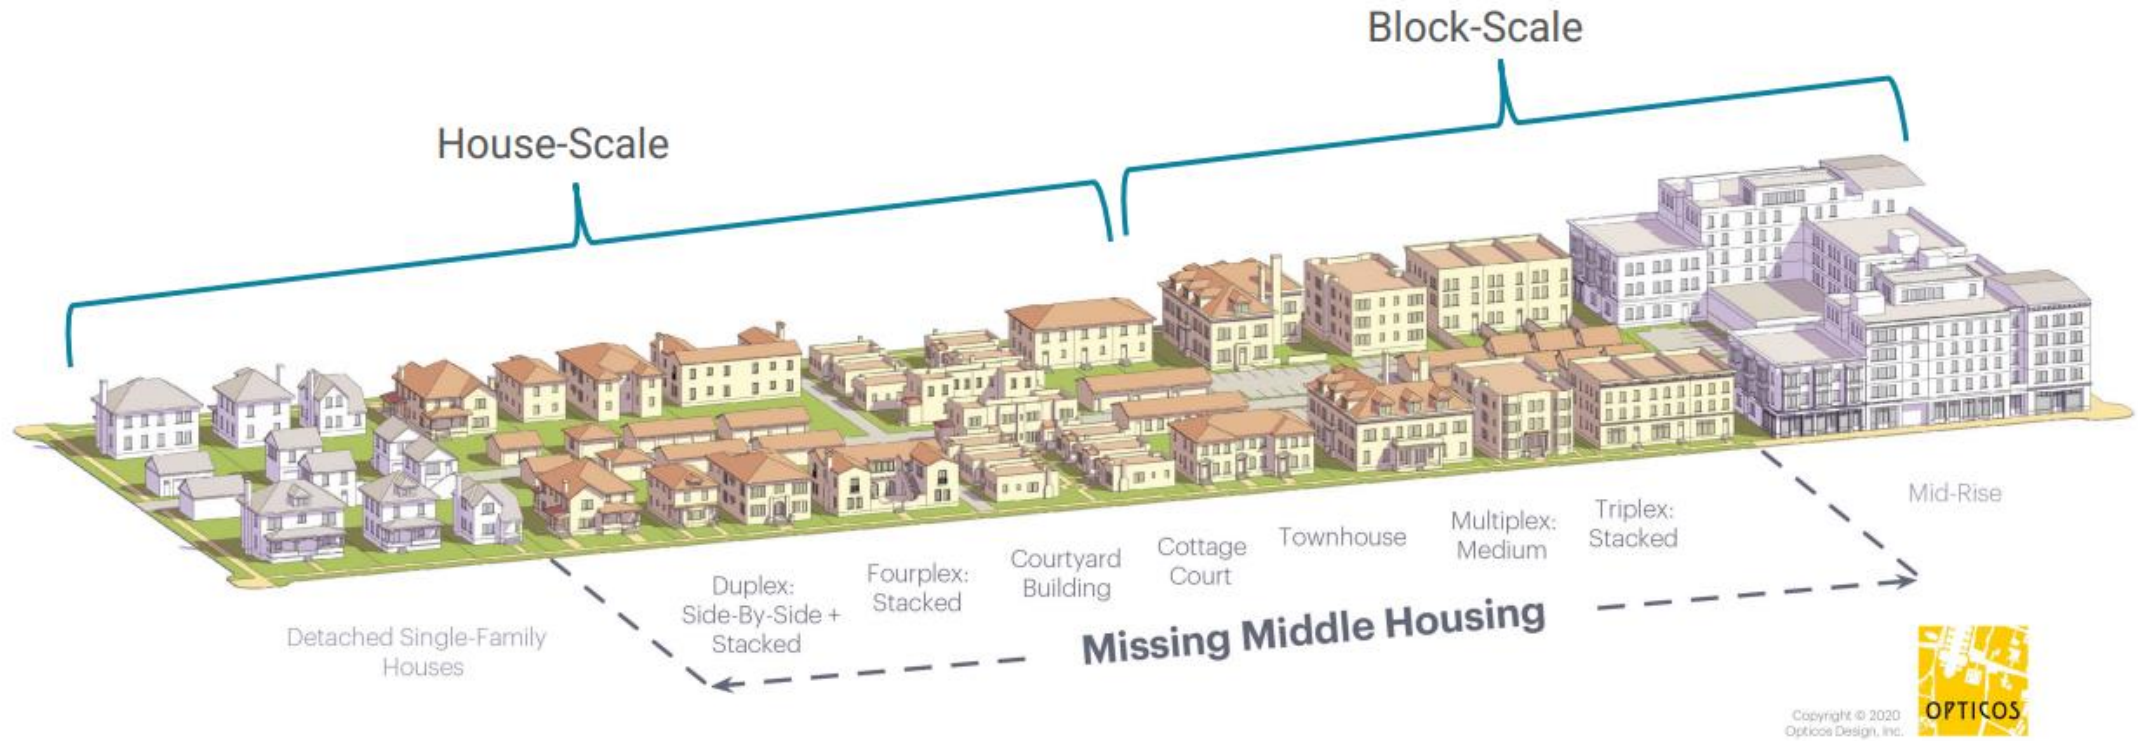 Block-Scale
House-Scale
Detached Single-Family
Houses
Duplex:
Side-By-Side +
Stacked
Fourplex:
Stacked
Courtyard
Building
Cottage
Court
Townhouse
Multiplex:
Medium
Triplex:
Stacked
Mid-Rise
Missing Middle Housing
Copyright © 2020
Opticos Design, Inc.
OPTICOS